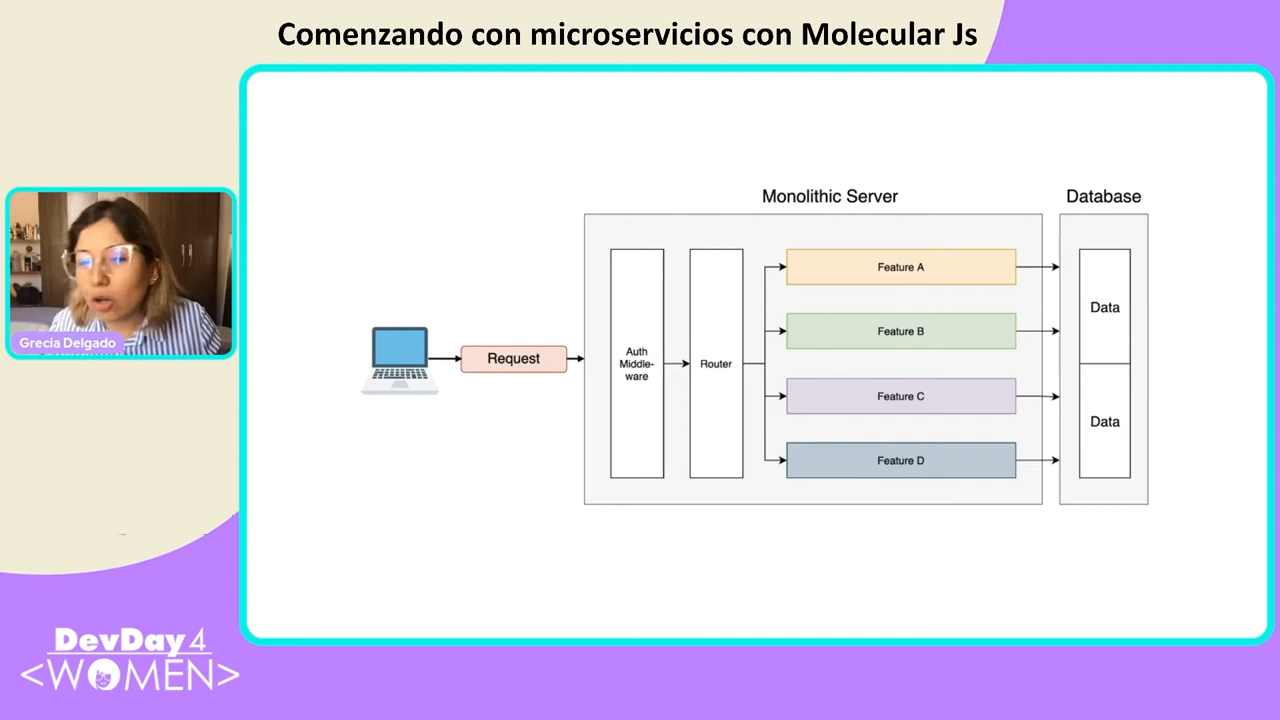 Comenzando con microservicios con Molecular Js
Monolithic Server
Database
Feature A
Feature B
Feature C
Feature D
Data
Data
Auth
Middle-
ware
Router
Request
Grecia Delgado
DevDay 4
<WOMEN>